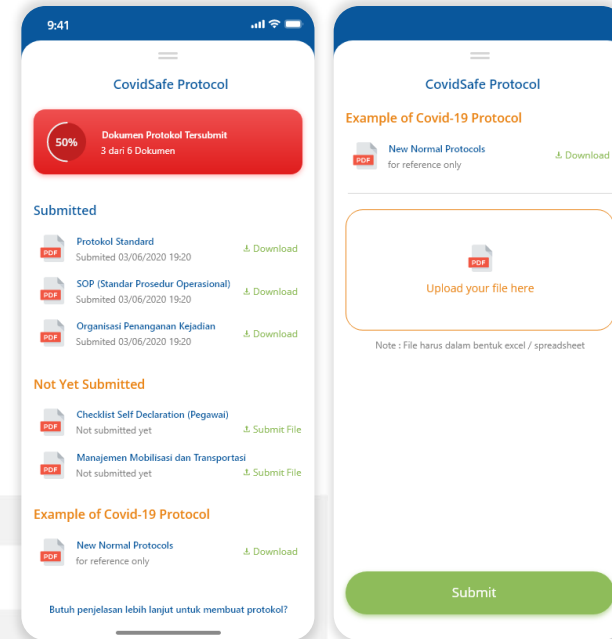 9:41
CovidSafe Protocol
50%
Dokumen Protokol Tersubmit
3 dari 6 Dokumen
Submitted
PDF
Protokol Standard
Submited 03/06/2020 19:20
Download
PDF
SOP (Standar Prosedur Operasional)
Submited 03/06/2020 19:20
Download
PDF
Organisasi Penanganan Kejadian
Submited 03/06/2020 19:20
Download
Not Yet Submitted
PDF
Checklist Self Declaration (Pegawai)
Not submitted yet
Submit File
PDF
Manajemen Mobilisasi dan Transportasi
Not submitted yet
Submit File
Example of Covid-19 Protocol
PDF
New Normal Protocols
for reference only
Download
Butuh penjelasan lebih lanjut untuk membuat protokol?
CovidSafe Protocol
Example of Covid-19 Protocol
PDF
New Normal Protocols
for reference only
Download
PDF
Upload your file here
Note : File harus dalam bentuk excel / spreadsheet
Submit